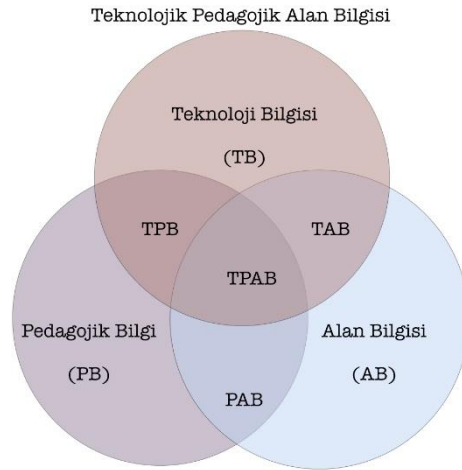 Teknolojik Pedagojik Alan Bilgisi
Teknoloji Bilgisi
(TB)
TPB
TAB
TPAB
Pedagojik Bilgi
(PB)
Alan Bilgisi
(AB)
PAB